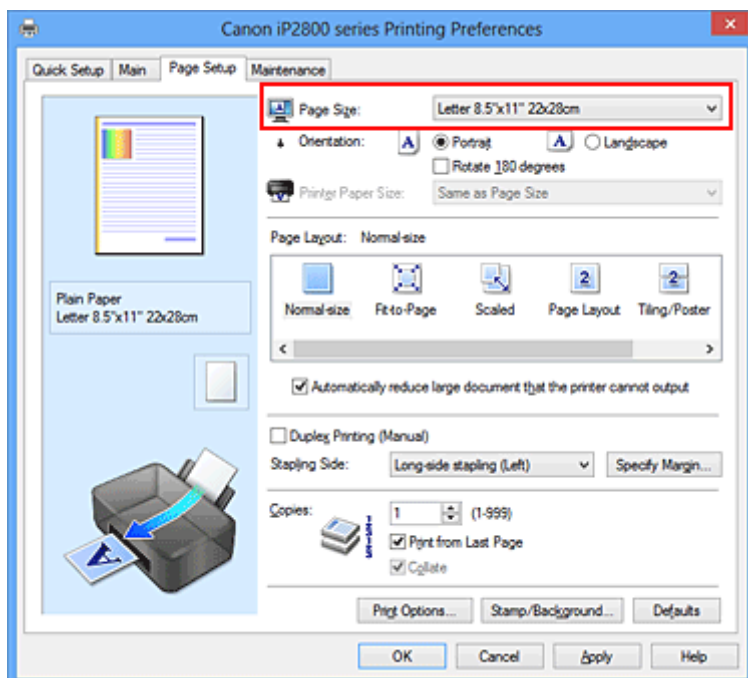 Canon iP2800 series Printing Preferences
Quick Setup Main Page Setup Maintenance
Page Size: Letter 8.5"x11" 22x28cm
Orientation: A Portrait A Landscape
Rotate 180 degrees
Printer Paper Size: Same as Page Size
Page Layout: Normal-size
2 2
Normal-size Fit-to-Page Scaled Page Layout Tiling/Poster
Automatically reduce large document that the printer cannot output
Plain Paper
Letter 8.5"x11" 22x28cm
A
Duplex Printing (Manual)
Stapling Side: Long-side stapling (Left) Specify Margin...
Copies: 1 (1-999)
Print from Last Page
Collate
Print Options... Stamp/Background... Defaults
OK Cancel Apply Help